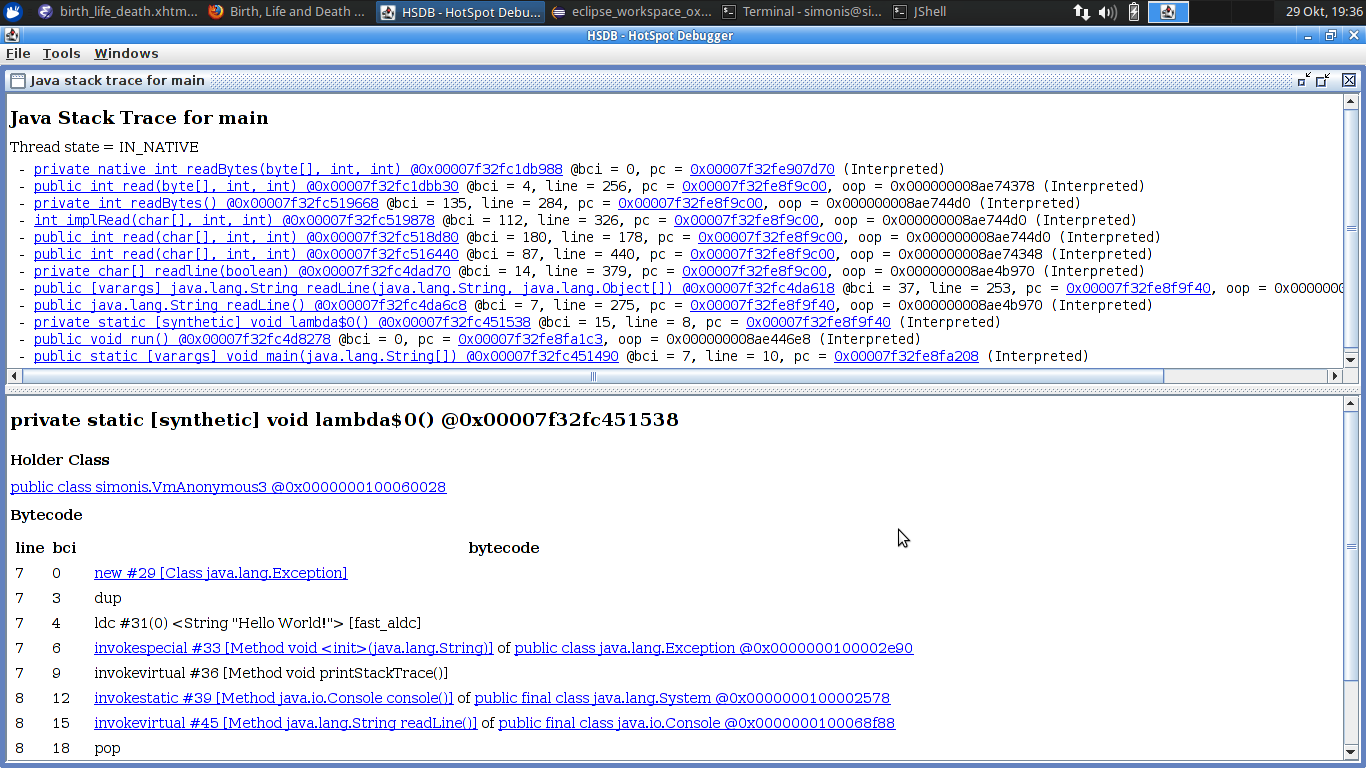 birth_life_death.xhtm... Birth, Life and Death ... HSDB - HotSpot Debu... eclipse_workspace_ox... Terminal - simonis@si... JShell 29 Okt, 19:36
HSDB - HotSpot Debugger
File Tools Windows
Java stack trace for main
Java Stack Trace for main
Thread state = IN_NATIVE
- private native int readBytes(byte[], int, int) @0x00007f32fc1db988 @bci = 0, pc = 0x00007f32fe907d70 (Interpreted)
- public int read(byte[], int, int) @0x00007f32fc1dbb30 @bci = 4, line = 256, pc = 0x00007f32fe8f9c00, oop = 0x000000008ae74378 (Interpreted)
- private int readBytes() @0x00007f32fc519668 @bci = 135, line = 284, pc = 0x00007f32fe8f9c00, oop = 0x000000008ae744d0 (Interpreted)
- int implRead(char[], int, int) @0x00007f32fc519878 @bci = 112, line = 326, pc = 0x00007f32fe8f9c00, oop = 0x000000008ae744d0 (Interpreted)
- public int read(char[], int, int) @0x00007f32fc518d80 @bci = 180, line = 178, pc = 0x00007f32fe8f9c00, oop = 0x000000008ae744d0 (Interpreted)
- public int read(char[], int, int) @0x00007f32fc516440 @bci = 87, line = 440, pc = 0x00007f32fe8f9c00, oop = 0x000000008ae74348 (Interpreted)
- private char[] readline(boolean) @0x00007f32fc4dad70 @bci = 14, line = 379, pc = 0x00007f32fe8f9c00, oop = 0x000000008ae4b970 (Interpreted)
- public [varargs] java.lang.String readLine(java.lang.String, java.lang.Object[]) @0x00007f32fc4da618 @bci = 37, line = 253, pc = 0x00007f32fe8f9f40, oop = 0x0000000
- public java.lang.String readLine() @0x00007f32fc4da6c8 @bci = 7, line = 275, pc = 0x00007f32fe8f9f40, oop = 0x000000008ae4b970 (Interpreted)
- private static [synthetic] void lambda$0() @0x00007f32fc451538 @bci = 15, line = 8, pc = 0x00007f32fe8f9f40 (Interpreted)
- public void run() @0x00007f32fc4d8278 @bci = 0, pc = 0x00007f32fe8fa1c3, oop = 0x000000008ae446e8 (Interpreted)
- public static [varargs] void main(java.lang.String[]) @0x00007f32fc451490 @bci = 7, line = 10, pc = 0x00007f32fe8fa208 (Interpreted)
private static [synthetic] void lambda$0() @0x00007f32fc451538
Holder Class
public class simonis.VmAnonymous3 @0x0000000100060028
Bytecode
line bci bytecode
7 0 new #29 [Class java.lang.Exception]
7 3 dup
7 4 ldc #31(0) <String "Hello World!"> [fast_aldc]
7 6 invokespecial #33 [Method void <init>(java.lang.String)] of public class java.lang.Exception @0x0000000100002e90
7 9 invokevirtual #36 [Method void printStackTrace()]
8 12 invokestatic #39 [Method java.io.Console console()] of public final class java.lang.System @0x0000000100002578
8 15 invokevirtual #45 [Method java.lang.String readLine()] of public final class java.io.Console @0x0000000100068f88
8 18 pop